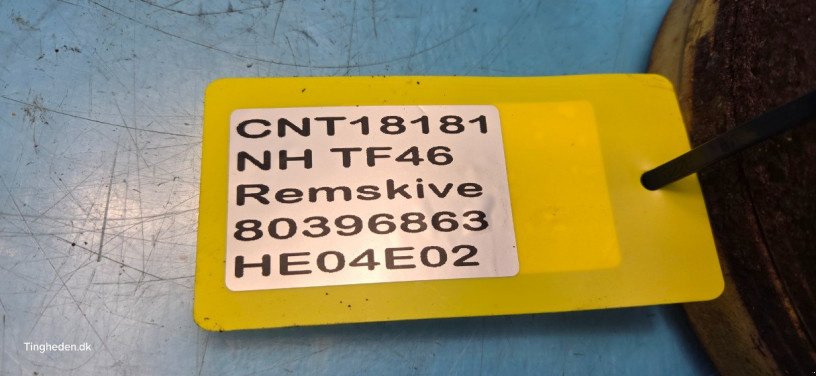 CNT18181
NH TF46
Remskive
80396863
HE04E02
Tingheden.dk